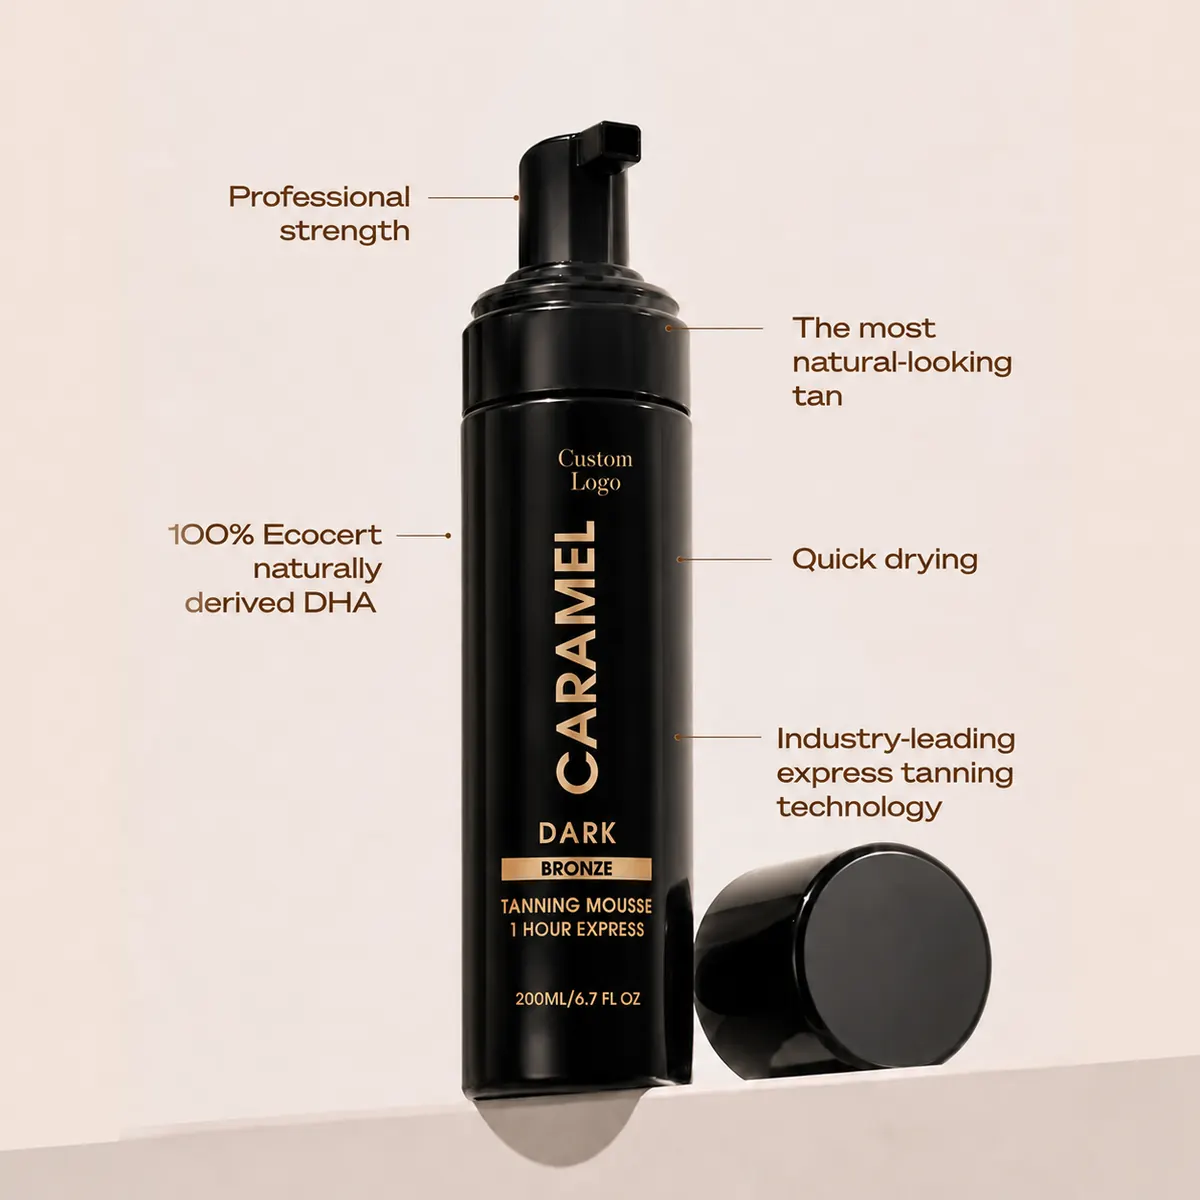 Professional
strength
The most
natural-looking
tan
Custom
Logo
100% Ecocert
naturally
derived DHA
Quick drying
CARAMEL
Industry-leading
express tanning
technology
DARK
BRONZE
TANNING MOUSSE
1 HOUR EXPRESS
200ML/6.7 FL OZ